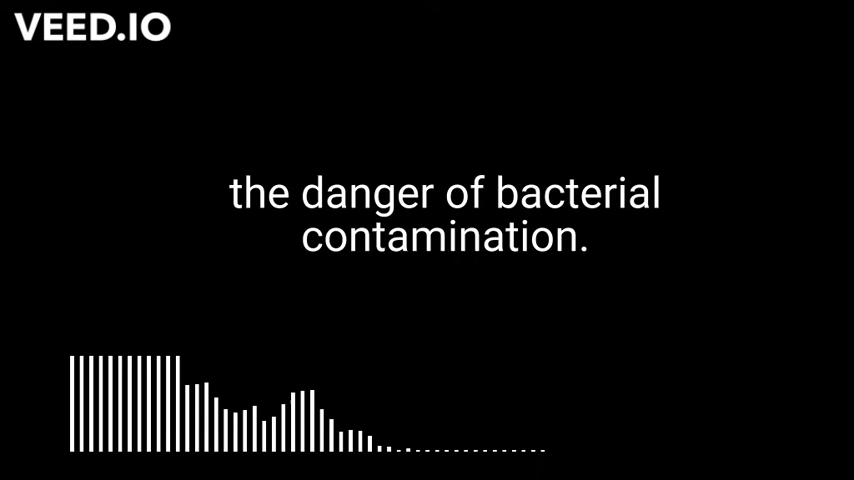 VEED.IO
the danger of bacterial
contamination.